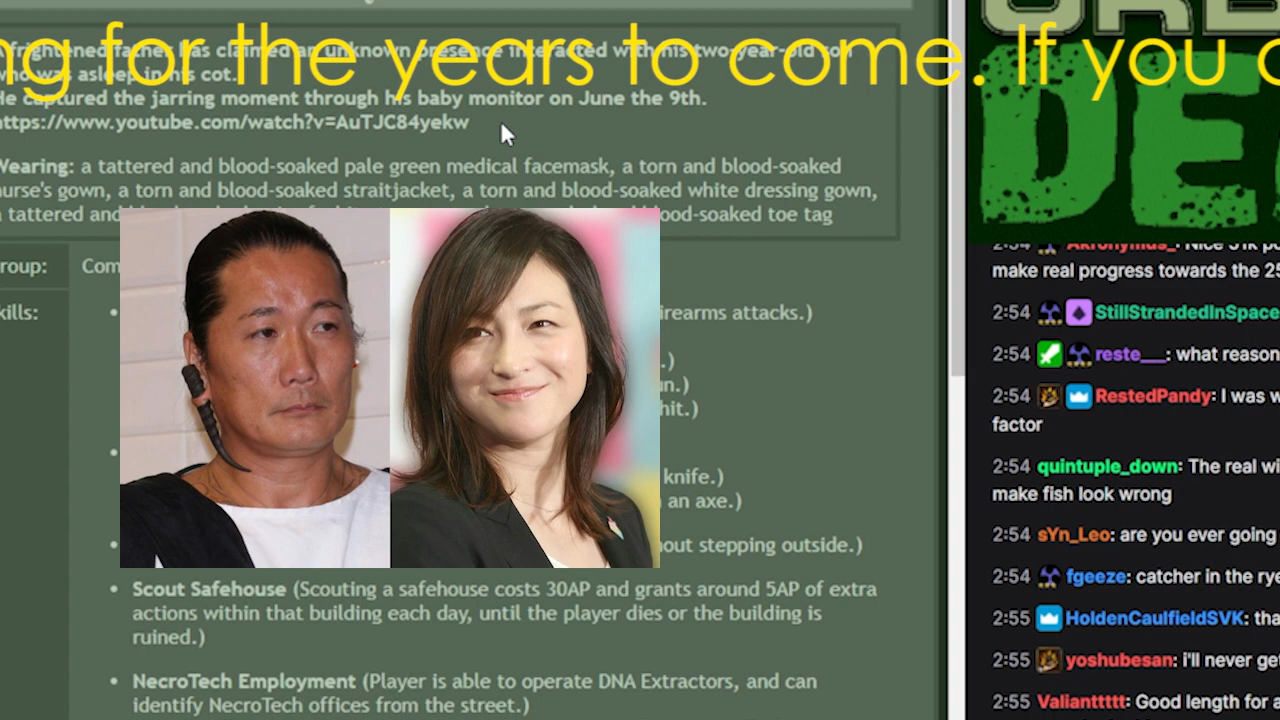 ng for the years to come. If you
frightened father has claimed an unknown presence interacted with his two-year-old
who was asleep in his cot.
He captured the jarring moment through his baby monitor on June the 9th.
https://www.youtube.com/watch?v=AuTJC84yekw
Wearing: a tattered and blood-soaked pale green medical facemask, a torn and blood-soaked
nurse's gown, a torn and blood-soaked straitjacket, a torn and blood-soaked white dressing gown,
a tattered and blood-soaked toe tag
roup:
Com
kills:
irearms attacks.)
.)
un.)
hit.)
knife.)
an axe.)
out stepping outside.)
• Scout Safehouse (Scouting a safehouse costs 30AP and grants around 5AP of extra
actions within that building each day, until the player dies or the building is
ruined.)
• NecroTech Employment (Player is able to operate DNA Extractors, and can
identify NecroTech offices from the street.)
URB
DE
2:54 Akronymus_: Nice
make real progress towards the 25
2:54 StillStrandedInSpace
2:54 reste___: what reason
2:54 RestedPandy: I was w
factor
2:54 quintuple_down: The real wi
make fish look wrong
2:54 sYn_Leo: are you ever going
2:54 fgeeze: catcher in the rye
2:55 HoldenCaulfieldSVK: tha
2:55 yoshubesan: i'll never ge
2:55 Valianttttt: Good length for a